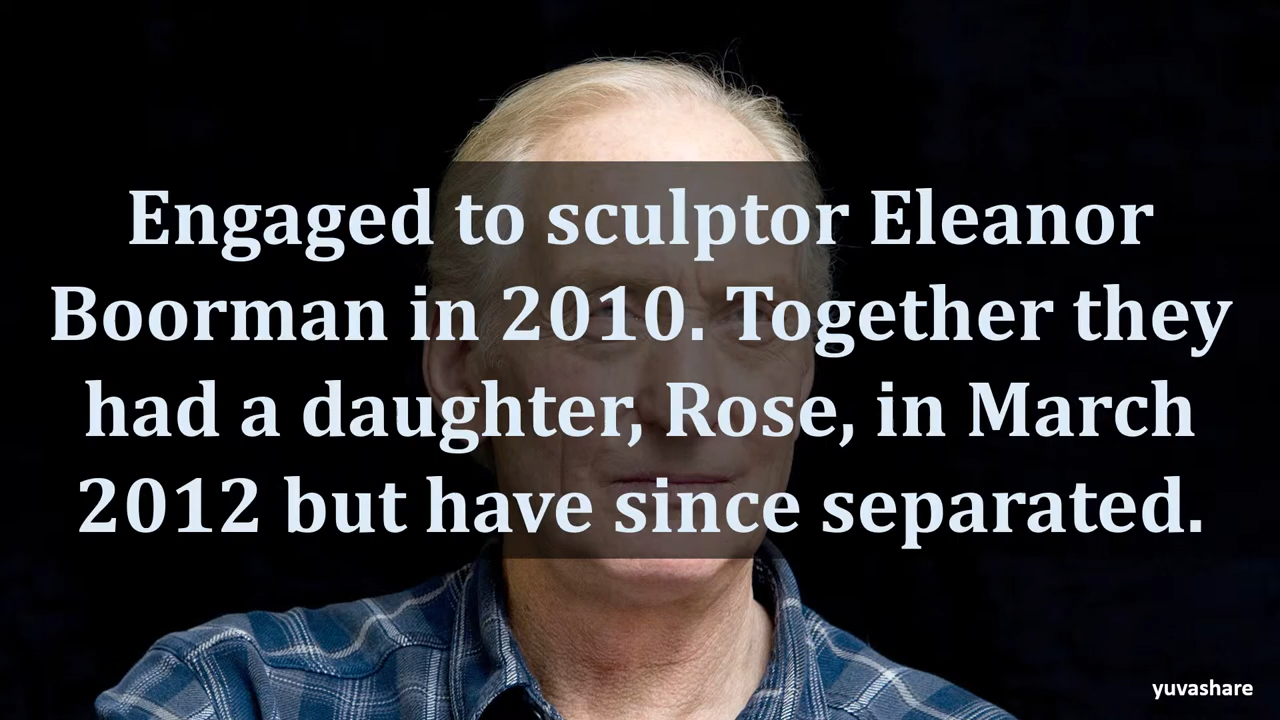 Engaged to sculptor Eleanor
Boorman in 2010. Together they
had a daughter, Rose, in March
2012 but have since separated.
yuvashare